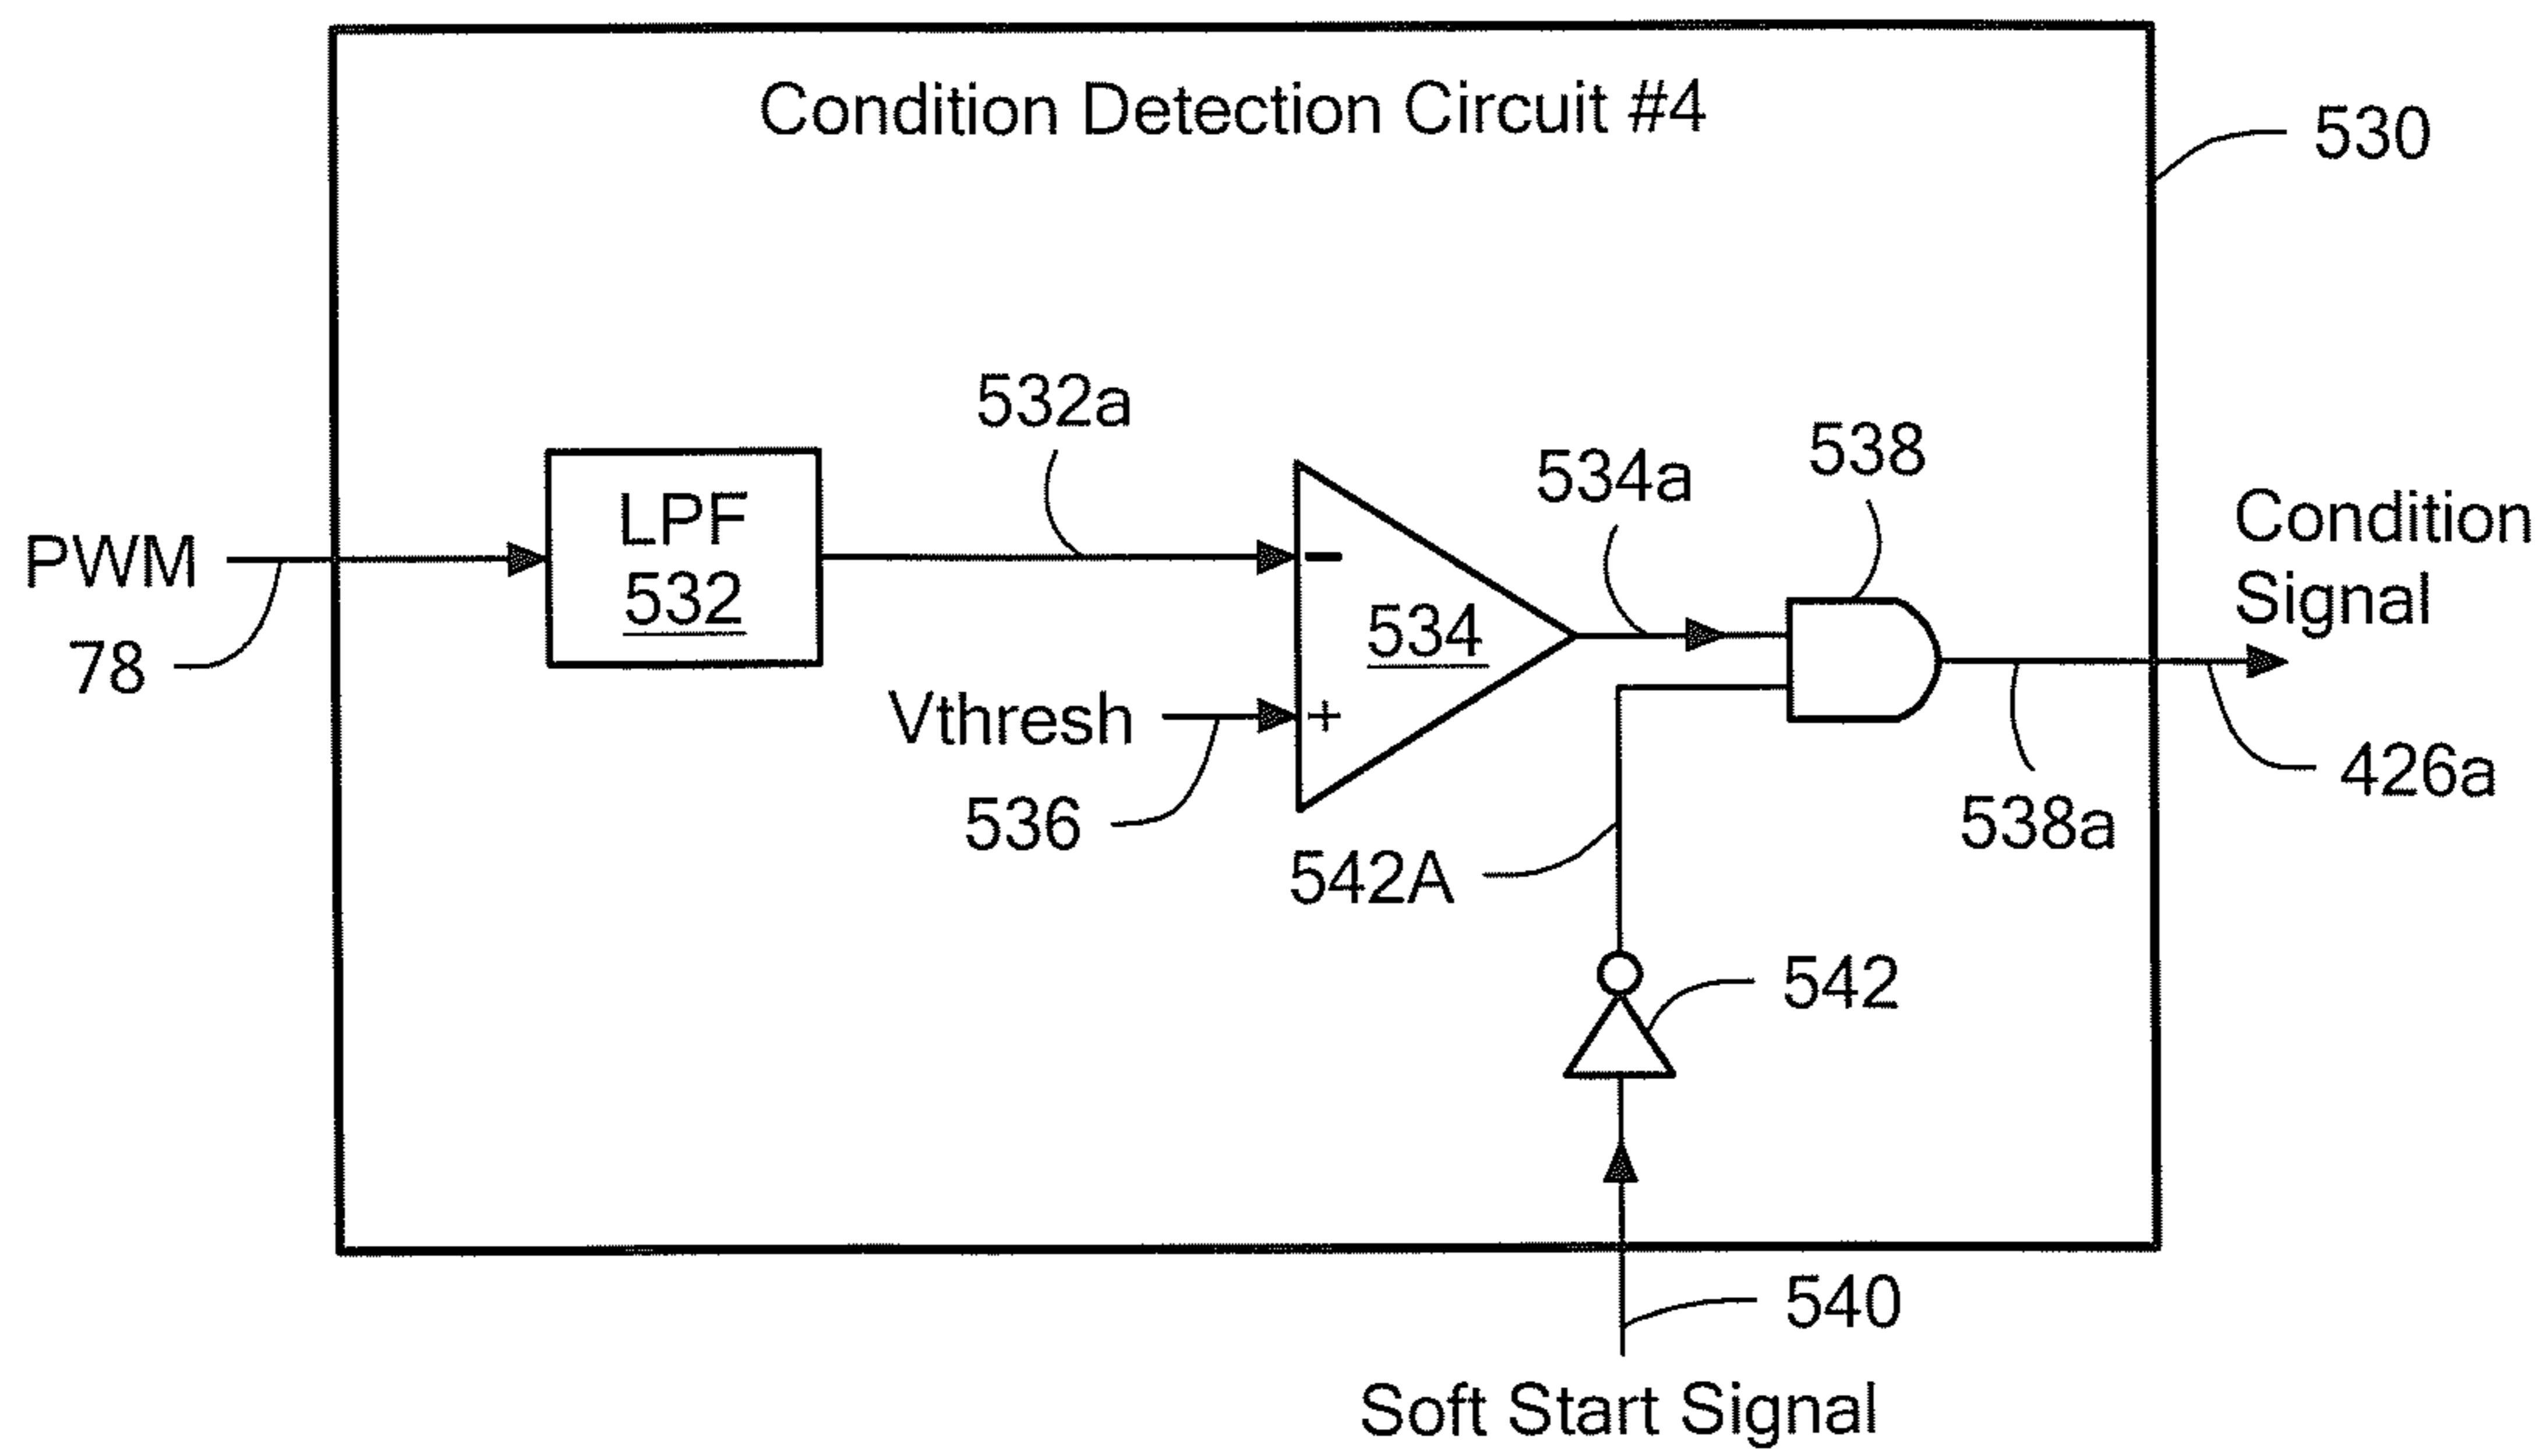 Condition Detection Circuit #4
530
532a
538
534a
Condition
Signal
LPF
532
PWM
78
-
534
Vthresh
+
536
426a
538a
542A
542
540
Soft Start Signal